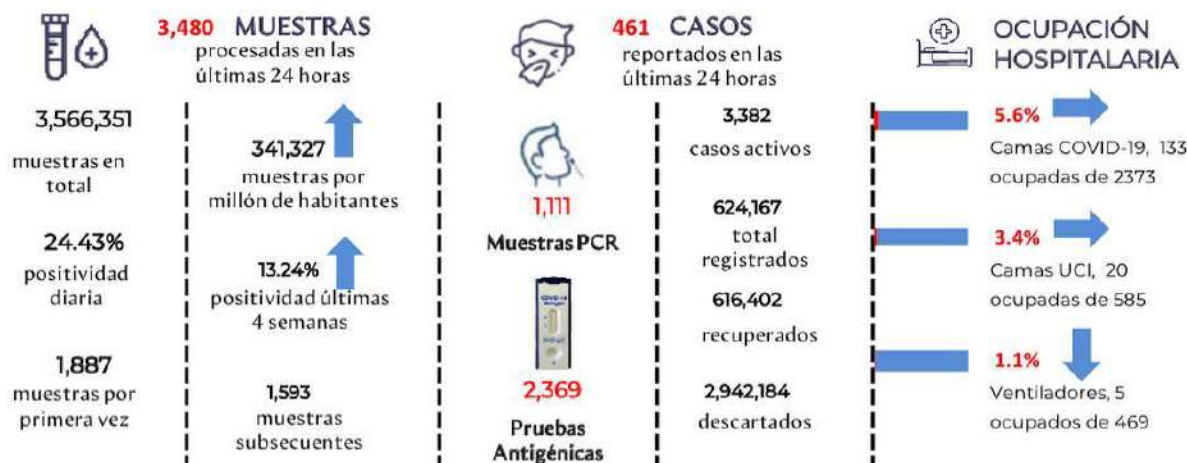 3,480 MUESTRAS
procesadas en las
últimas 24 horas
3,566,351
muestras en
total
24.43%
positividad
diaria
1,887
muestras por
primera vez
341,327
muestras por
millón de habitantes
13.24%
positividad últimas
4 semanas
1,593
muestras
subsecuentes
461 CASOS
reportados en las
últimas 24 horas
1,111
Muestras PCR
2,369
Pruebas
Antigénicas
3,382
casos activos
624,167
total
registrados
616,402
recuperados
2,942,184
descartados
OCUPACIÓN
HOSPITALARIA
5.6%
Camas COVID-19, 133
ocupadas de 2373
3.4%
Camas UCI, 20
ocupadas de 585
1.1%
Ventiladores, 5
ocupados de 469